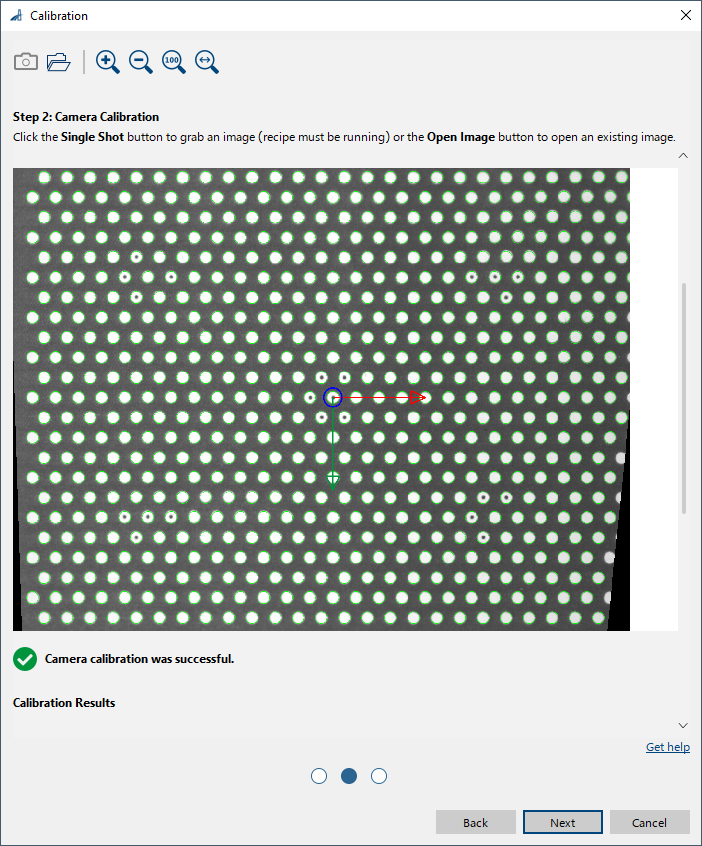 Calibration
100
Step 2: Camera Calibration
Click the Single Shot button to grab an image (recipe must be running) or the Open Image button to open an existing image.
Camera calibration was successful.
Calibration Results
Get help
Back
Next
Cancel